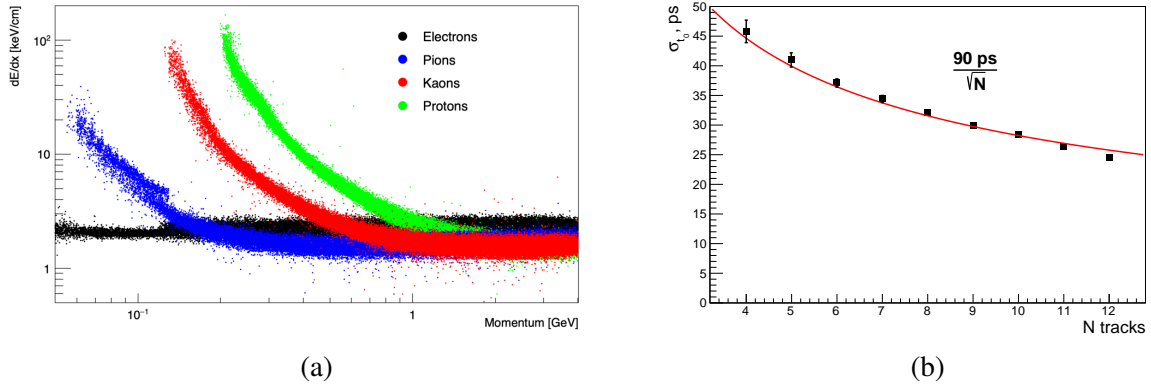 dE/dx [keV/cm]
10²
10
1
Electrons
Pions
Kaons
Protons
10⁻¹
1
Momentum [GeV]
(a)
σt₀, ps
50
45
40
35
30
25
20
15
10
5
0
90 ps
√N
4 5 6 7 8 9 10 11 12
N tracks
(b)